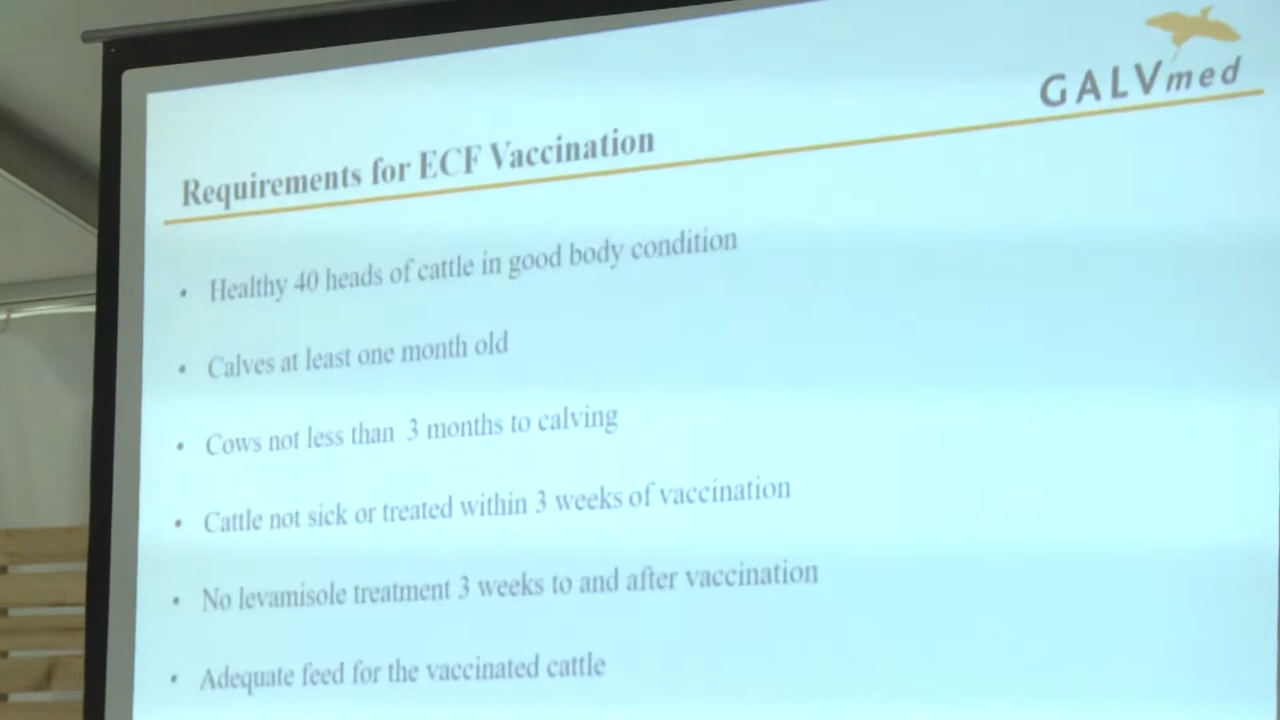 GALVmed
Requirements for ECF Vaccination
• Healthy 40 heads of cattle in good body condition
• Calves at least one month old
• Cows not less than 3 months to calving
• Cattle not sick or treated within 3 weeks of vaccination
• No levamisole treatment 3 weeks to and after vaccination
• Adequate feed for the vaccinated cattle